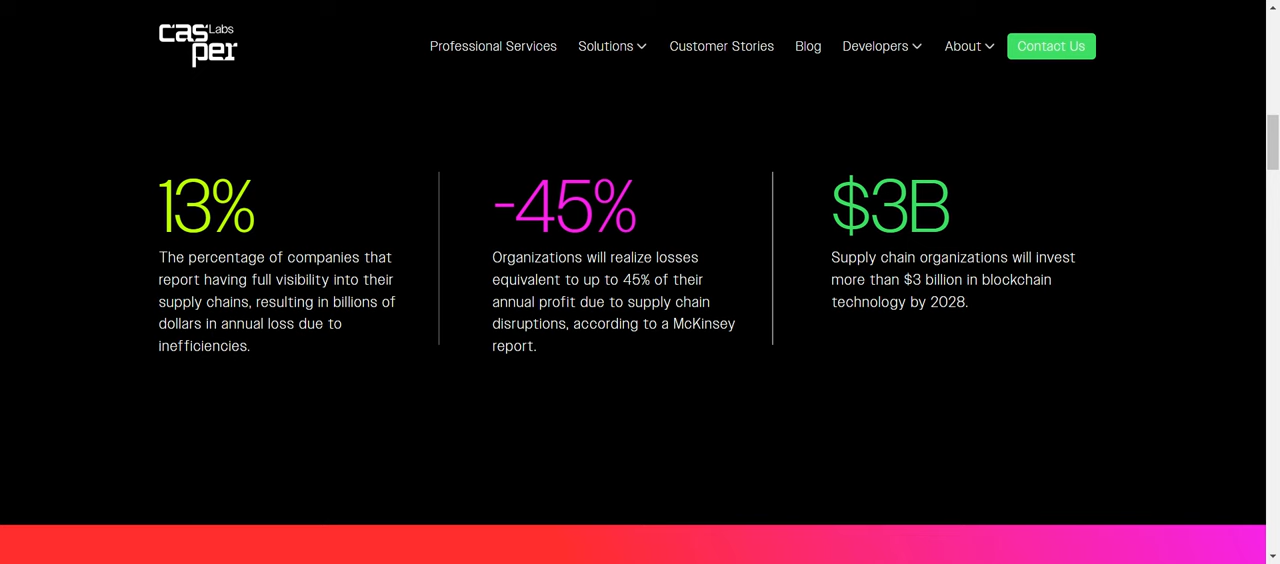 casper Labs
Professional Services
Solutions
Customer Stories
Blog
Developers
About
Contact Us
13%
The percentage of companies that
report having full visibility into their
supply chains, resulting in billions of
dollars in annual loss due to
inefficiencies.
-45%
Organizations will realize losses
equivalent to up to 45% of their
annual profit due to supply chain
disruptions, according to a McKinsey
report.
$3B
Supply chain organizations will invest
more than $3 billion in blockchain
technology by 2028.